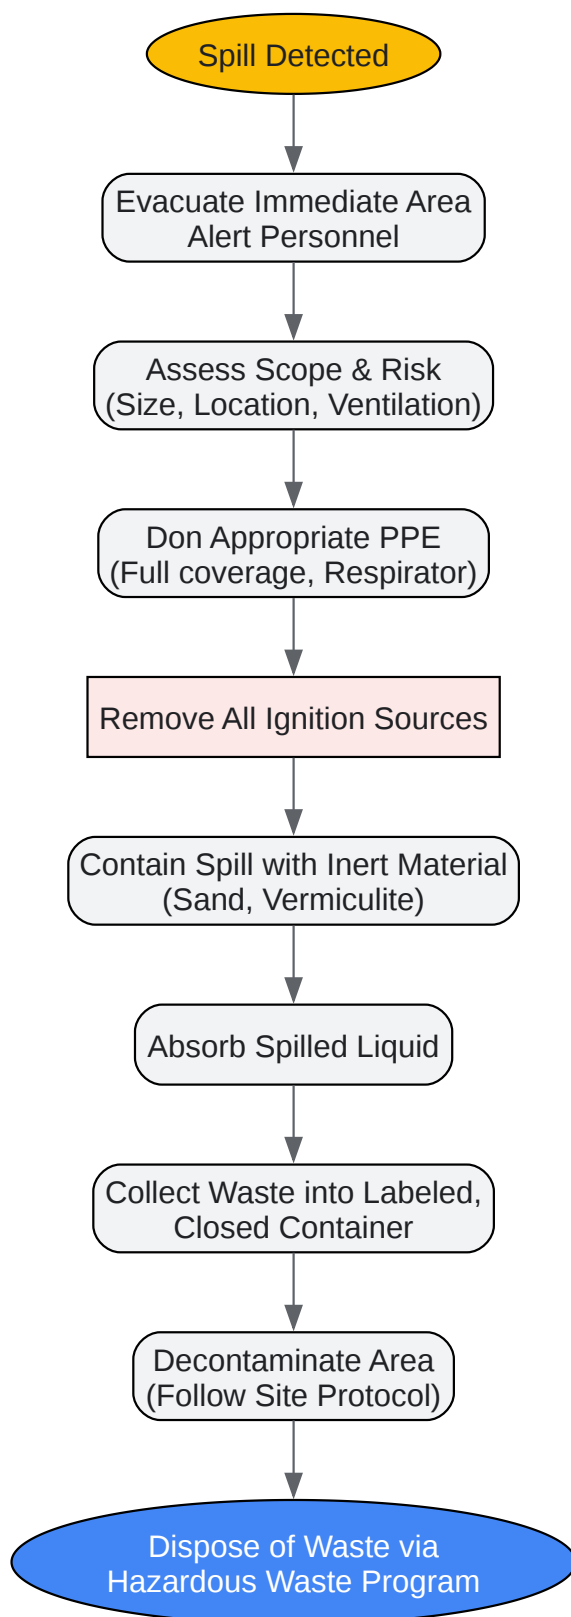 Spill Detected
Evacuate Immediate Area
Alert Personnel
Assess Scope & Risk
(Size, Location, Ventilation)
Don Appropriate PPE
(Full coverage, Respirator)
Remove All Ignition Sources
Contain Spill with Inert Material
(Sand, Vermiculite)
Absorb Spilled Liquid
Collect Waste into Labeled,
Closed Container
Decontaminate Area
(Follow Site Protocol)
Dispose of Waste via
Hazardous Waste Program